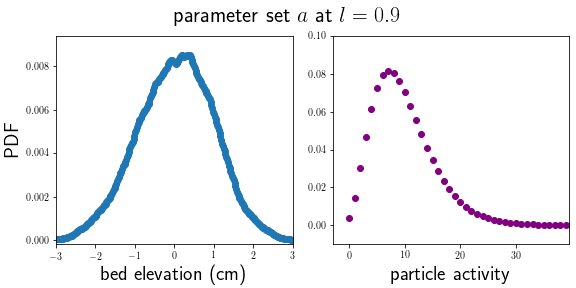 parameter set a at l = 0.9
PDF
0.008
0.006
0.004
0.002
0.000
−3 −2 −1 0 1 2 3
bed elevation (cm)
0.10
0.08
0.06
0.04
0.02
0.00
0 10 20 30
particle activity